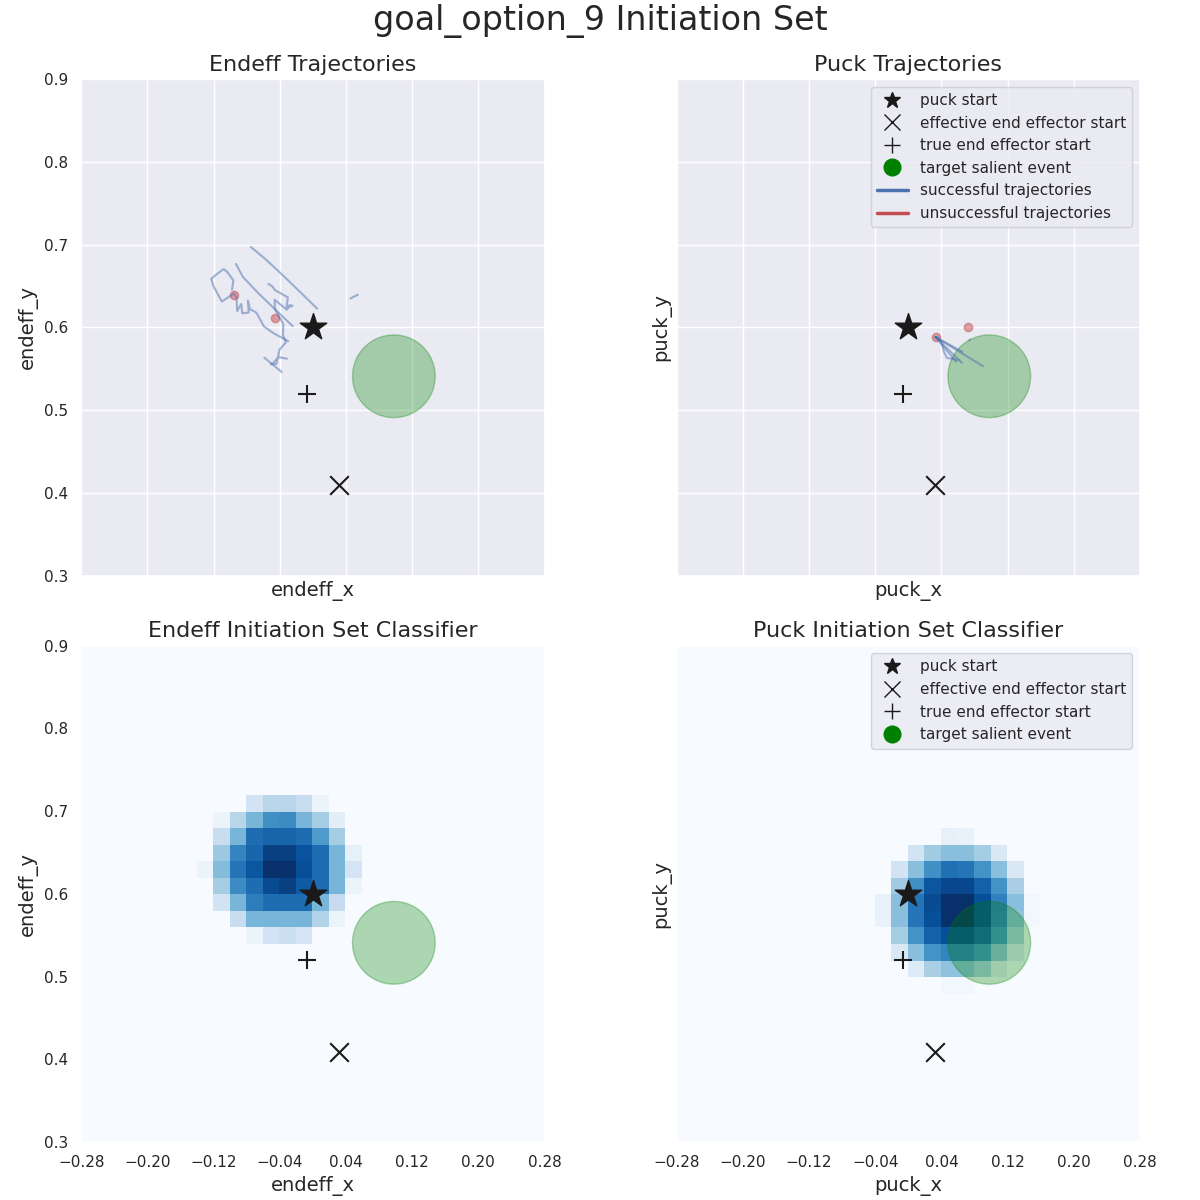 goal_option_9 Initiation Set
Endeff Trajectories
0.9
0.8
0.7
0.6
0.5
0.4
0.3
endeff_y
endeff_x
Puck Trajectories
puck start
effective end effector start
true end effector start
target salient event
successful trajectories
unsuccessful trajectories
puck_y
puck_x
Endeff Initiation Set Classifier
0.9
0.8
0.7
0.6
0.5
0.4
0.3
endeff_y
−0.28 −0.20 −0.12 −0.04 0.04 0.12 0.20 0.28
endeff_x
Puck Initiation Set Classifier
puck start
effective end effector start
true end effector start
target salient event
puck_y
−0.28 −0.20 −0.12 −0.04 0.04 0.12 0.20 0.28
puck_x